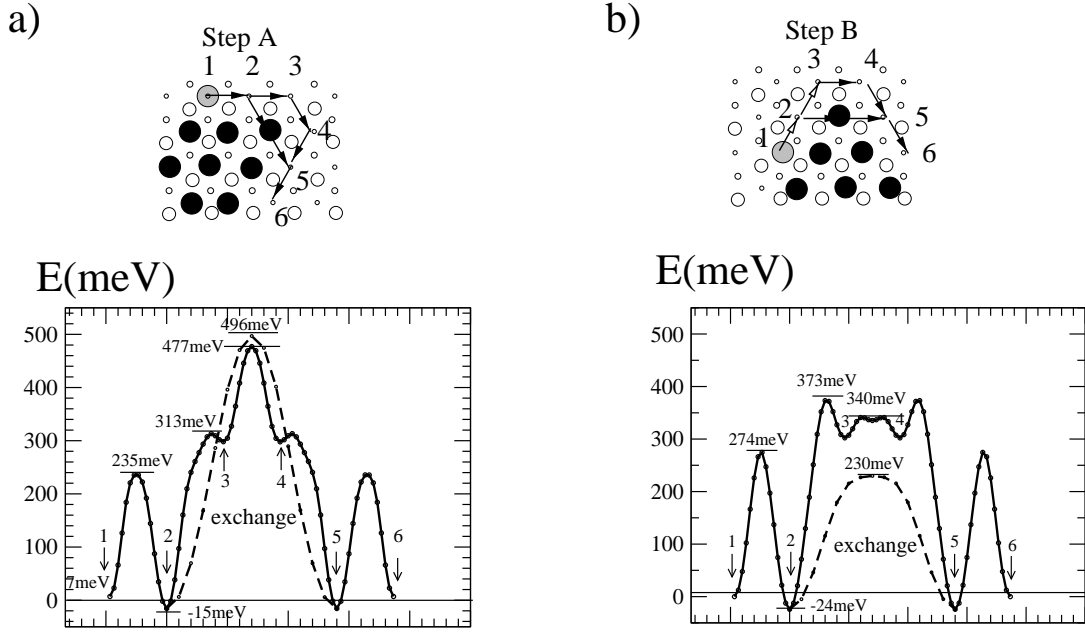 a)
Step A
1 2 3
4
5
6
E(meV)
500
400
300
200
100
0
496meV
477meV
313meV
235meV
3 4
exchange
1 2 5 6
7meV
-15meV
b)
Step B
3 4
2 5
1 6
E(meV)
500
400
300
200
100
0
373meV
340meV
3 4
274meV
230meV
exchange
1 2 5 6
-24meV